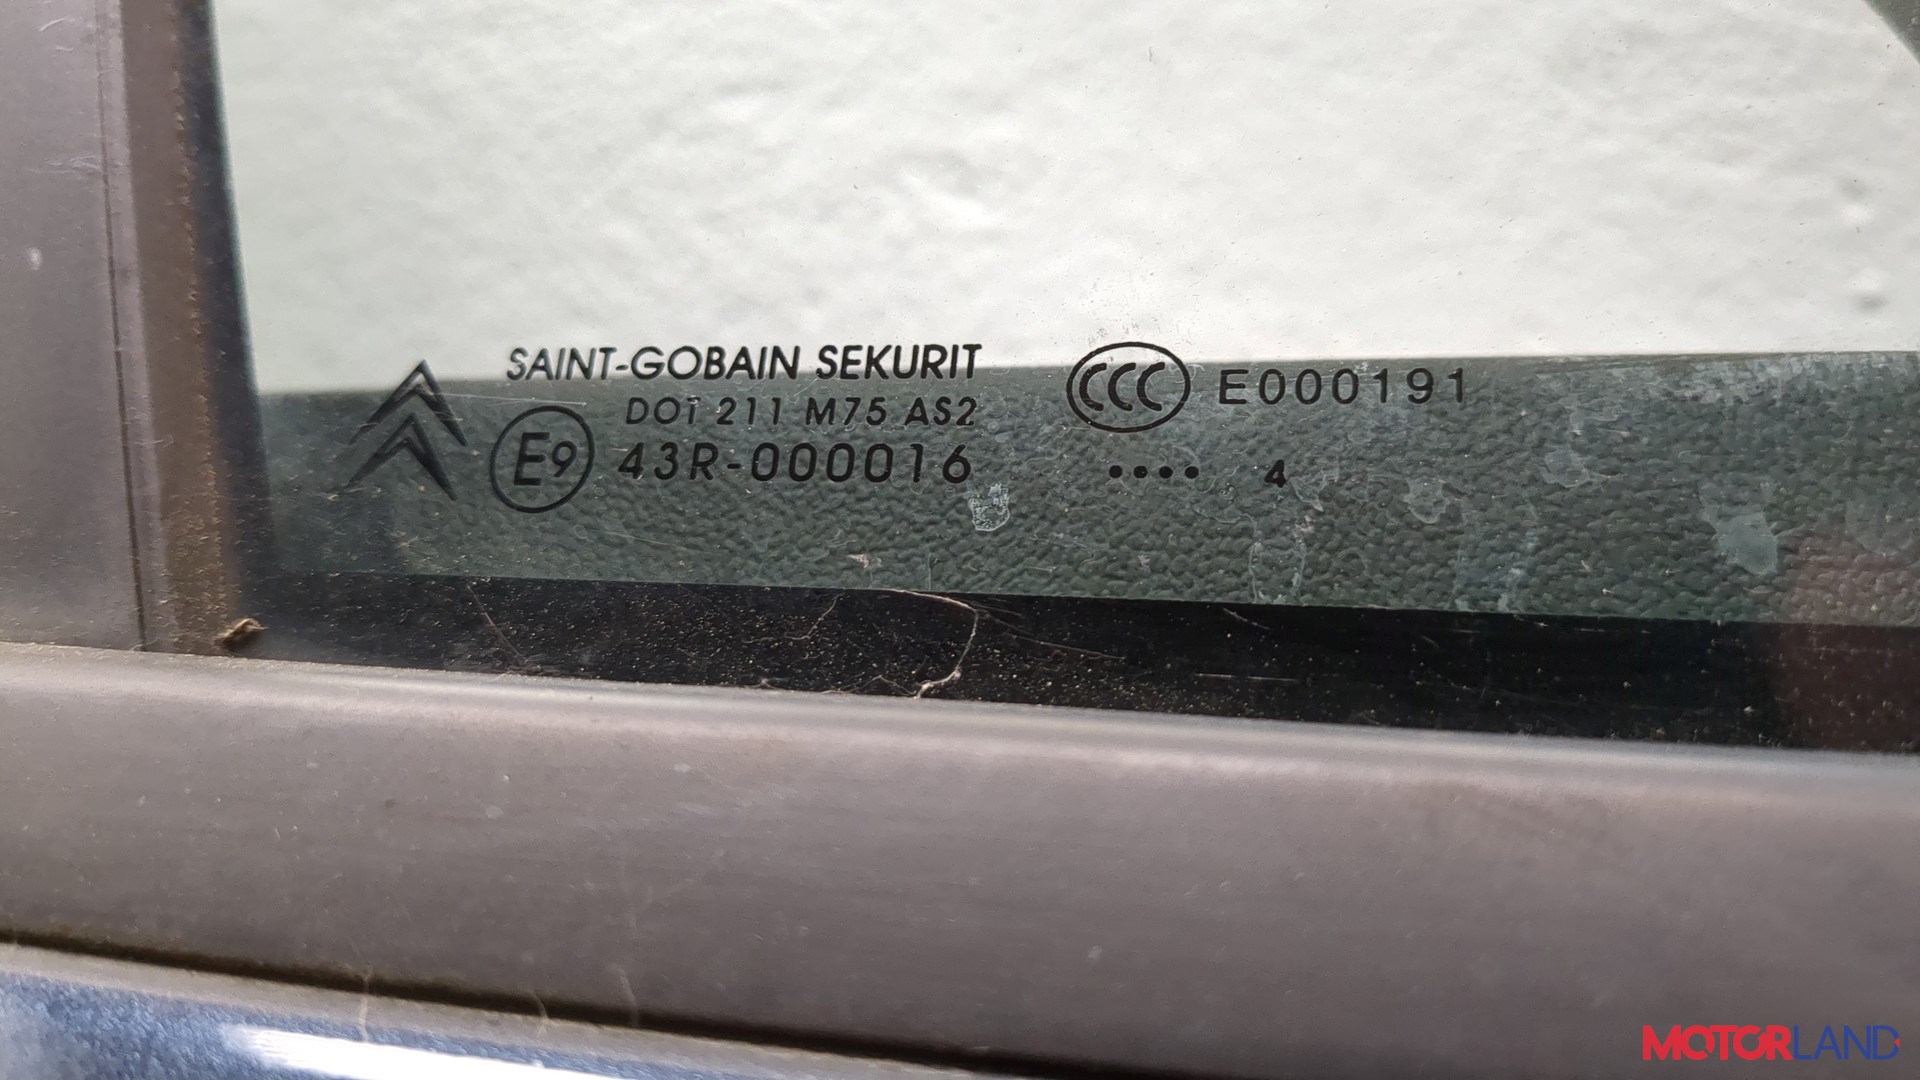 SAINT-GOBAIN SEKURIT
DOT 211 M75 AS2
E9 43R-000016
CCC E000191
•••• 4
MOTORLAND